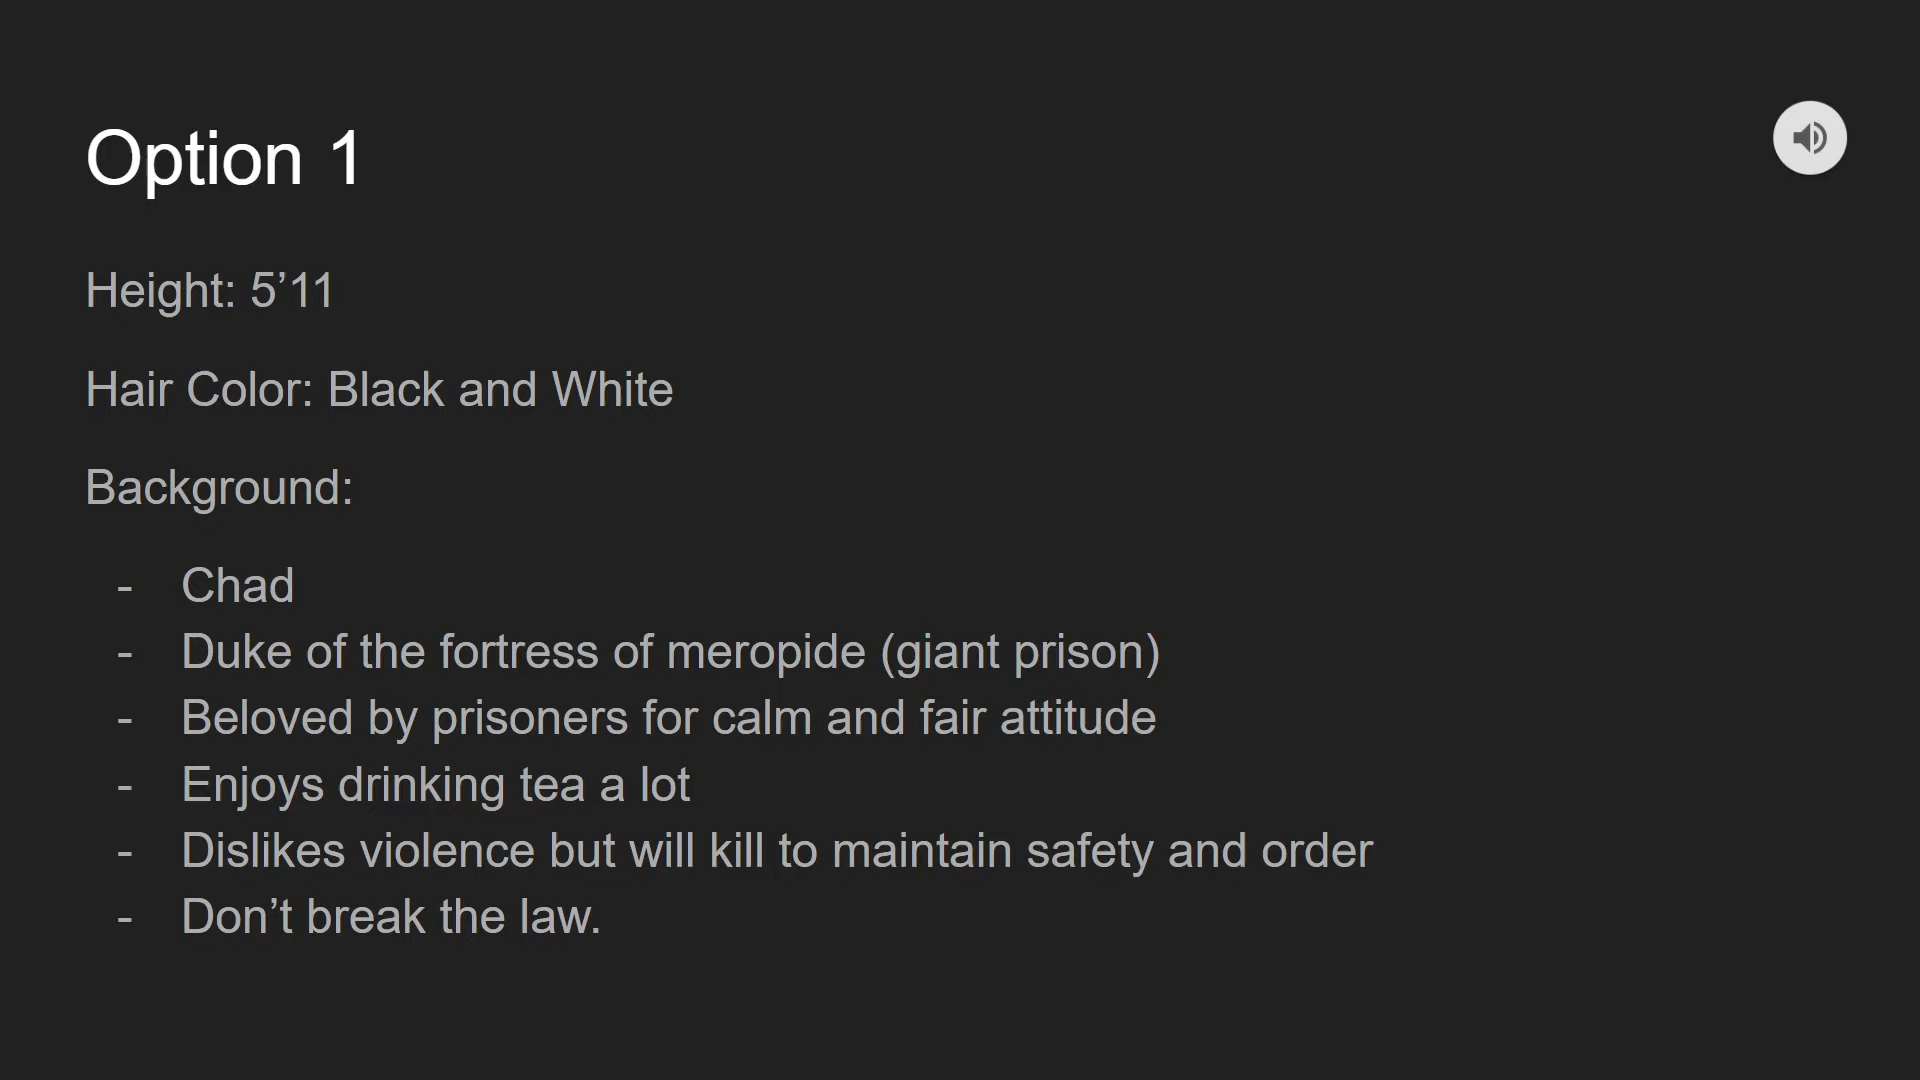 Option 1
Height: 5’11
Hair Color: Black and White
Background:
- Chad
- Duke of the fortress of meropide (giant prison)
- Beloved by prisoners for calm and fair attitude
- Enjoys drinking tea a lot
- Dislikes violence but will kill to maintain safety and order
- Don’t break the law.